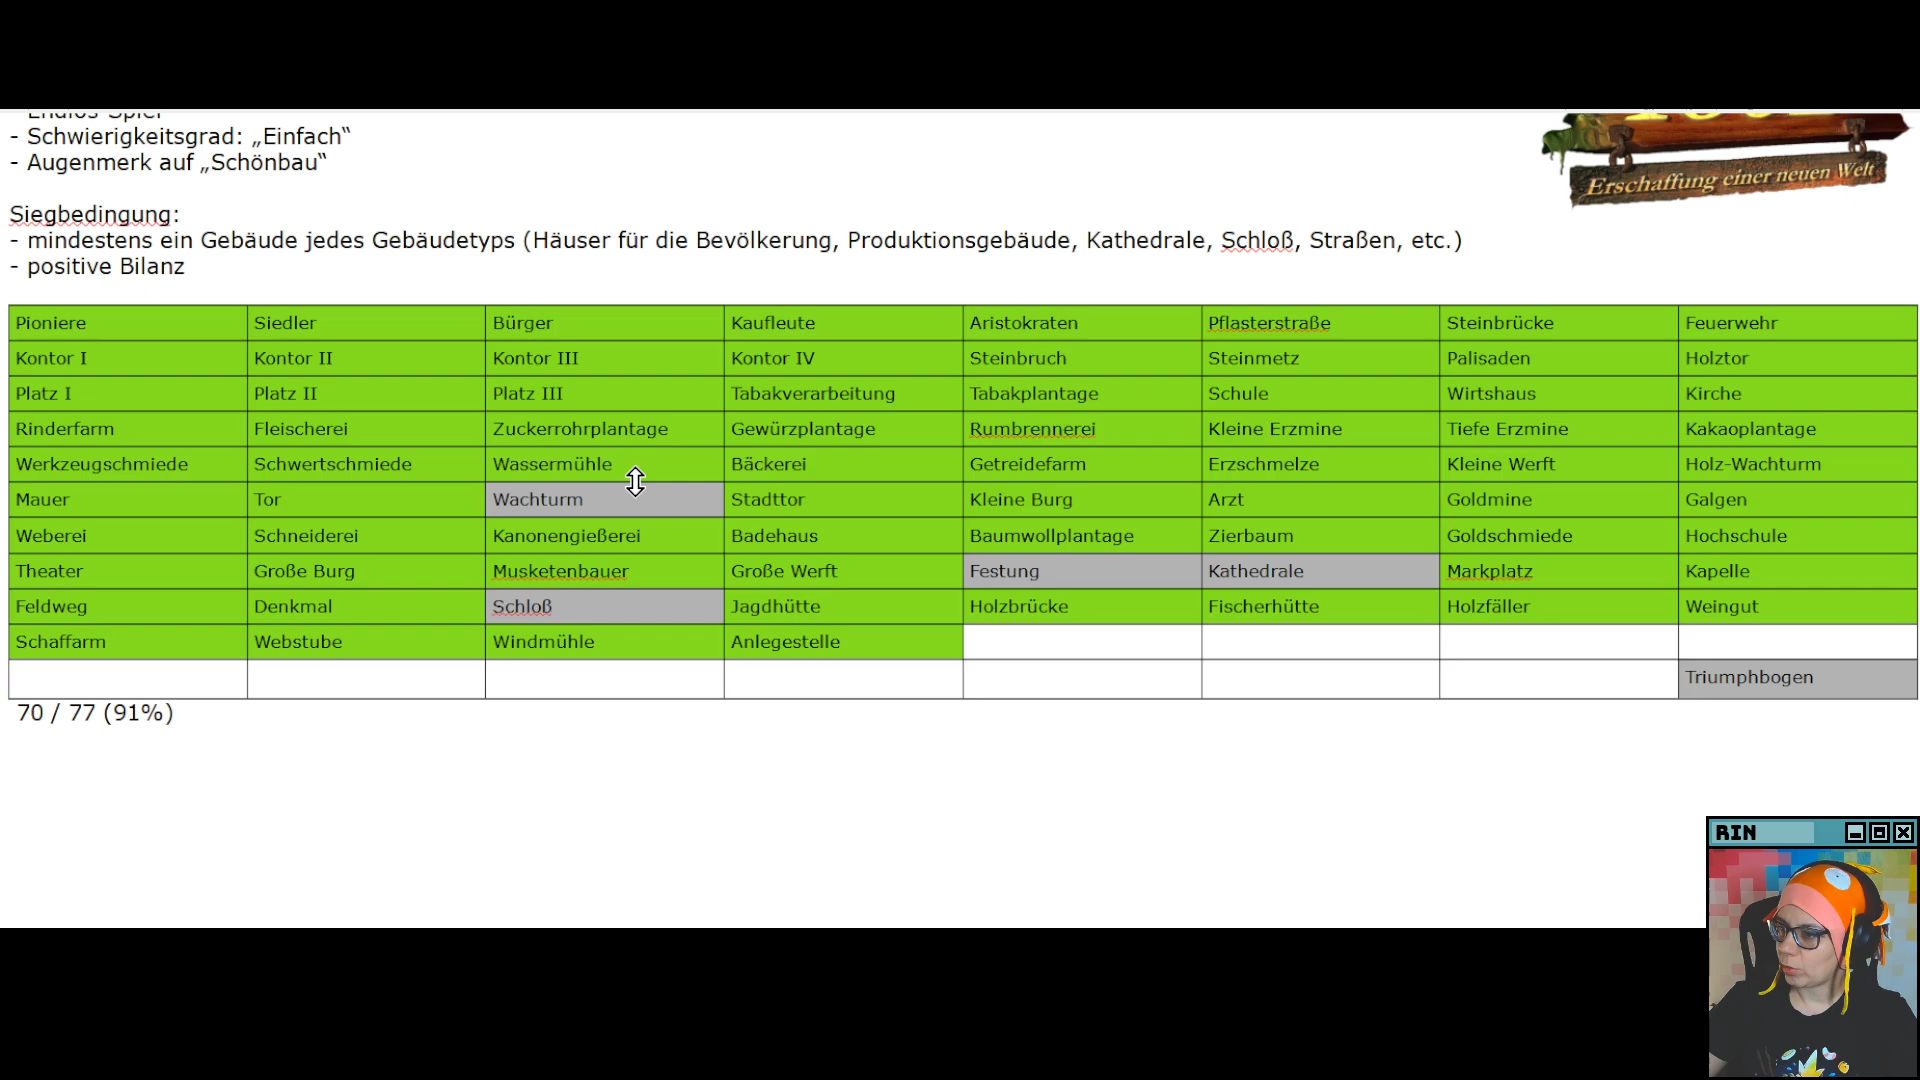 - Endlos-Spiel
- Schwierigkeitsgrad: „Einfach“
- Augenmerk auf „Schönbau“
Erschaffung einer neuen Welt
Siegbedingung:
- mindestens ein Gebäude jedes Gebäudetyps (Häuser für die Bevölkerung, Produktionsgebäude, Kathedrale, Schloß, Straßen, etc.)
- positive Bilanz
Pioniere Siedler Bürger Kaufleute Aristokraten Pflasterstraße Steinbrücke Feuerwehr
Kontor I Kontor II Kontor III Kontor IV Steinbruch Steinmetz Palisaden Holztor
Platz I Platz II Platz III Tabakverarbeitung Tabakplantage Schule Wirtshaus Kirche
Rinderfarm Fleischerei Zuckerrohrplantage Gewürzplantage Rumbrennerei Kleine Erzmine Tiefe Erzmine Kakaoplantage
Werkzeugschmiede Schwertschmiede Wassermühle Bäckerei Getreidefarm Erzschmelze Kleine Werft Holz-Wachturm
Mauer Tor Wachturm Stadttor Kleine Burg Arzt Goldmine Galgen
Weberei Schneiderei Kanonengießerei Badehaus Baumwollplantage Zierbaum Goldschmiede Hochschule
Theater Große Burg Musketenbauer Große Werft Festung Kathedrale Markplatz Kapelle
Feldweg Denkmal Schloß Jagdhütte Holzbrücke Fischerhütte Holzfäller Weingut
Schaffarm Webstube Windmühle Anlegestelle
Triumphbogen
70 / 77 (91%)
RIN